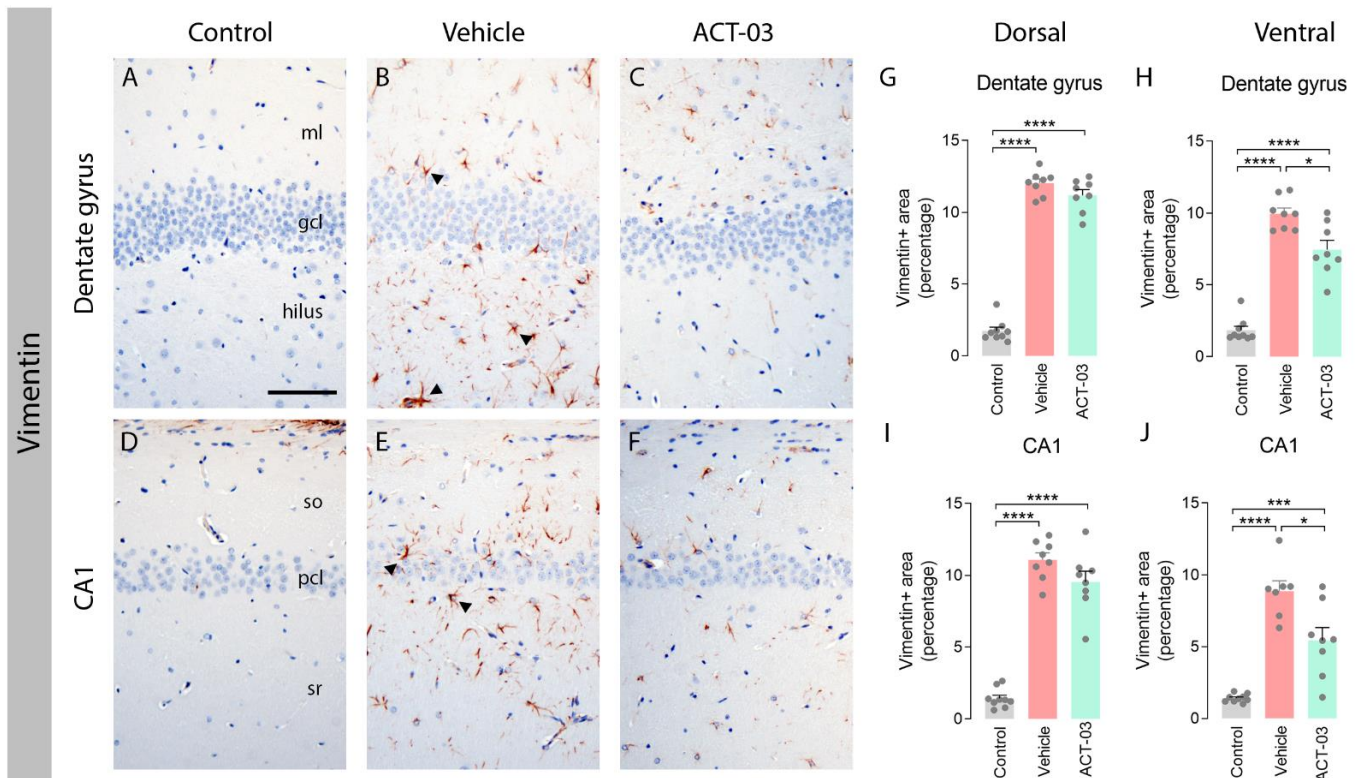 Vimentin
Control
Vehicle
ACT-03
Dentate gyrus
A
ml
gcl
hilus
B
C
CA1
D
so
pcl
sr
E
F
Dorsal
Ventral
G
Dentate gyrus
Vimentin+ area
(percentage)
15
10
5
0
****
****
Control
Vehicle
ACT-03
H
Dentate gyrus
Vimentin+ area
(percentage)
15
10
5
0
****
****
*
Control
Vehicle
ACT-03
I
CA1
Vimentin+ area
(percentage)
15
10
5
0
****
****
Control
Vehicle
ACT-03
J
CA1
Vimentin+ area
(percentage)
15
10
5
0
***
****
*
Control
Vehicle
ACT-03